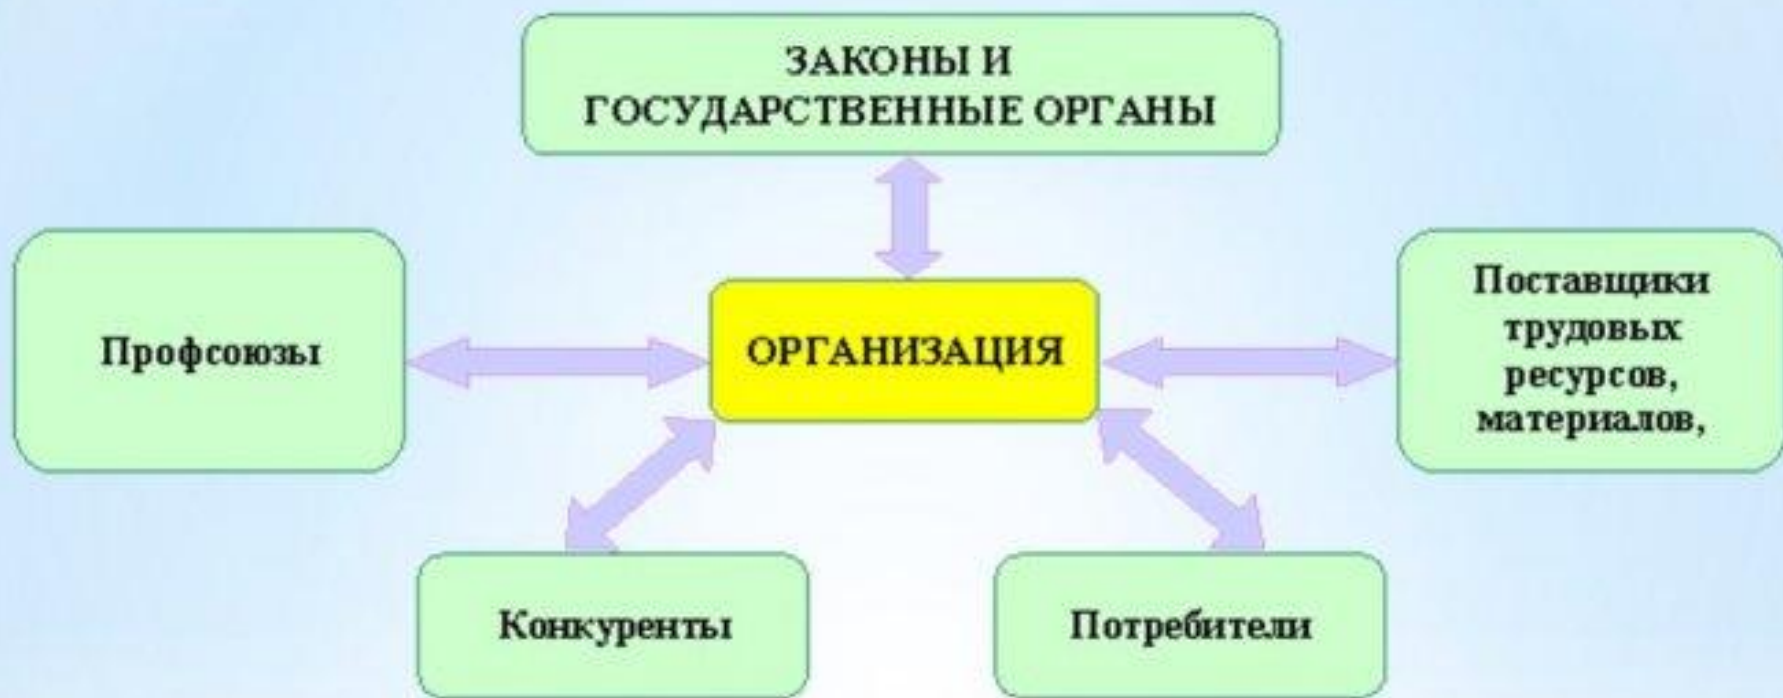 ЗАКОНЫ И
ГОСУДАРСТВЕННЫЕ ОРГАНЫ
Профсоюзы
ОРГАНИЗАЦИЯ
Поставщики
трудовых
ресурсов,
материалов,
Конкуренты
Потребители